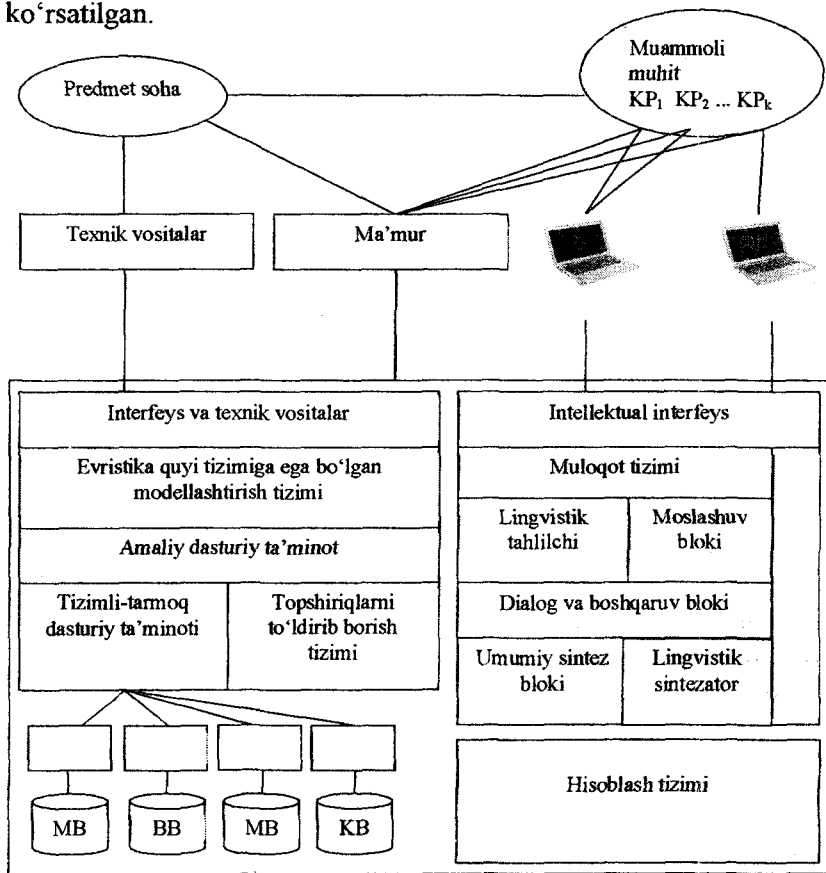 ko‘rsatilgan.
Predmet soha
Muammoli
muhit
KP₁ KP₂ ... KPₖ
Texnik vositalar
Ma’mur
Interfeys va texnik vositalar
Evristika quyi tizimiga ega bo‘lgan
modellashtirish tizimi
Amaliy dasturiy ta’minot
Tizimli-tarmoq
dasturiy ta’minoti
Topshiriqlarni
to‘ldirib borish
tizimi
MB
BB
MB
KB
Intellektual interfeys
Muloqot tizimi
Lingvistik
tahlilchi
Moslashuv
bloki
Dialog va boshqaruv bloki
Umumiy sintez
bloki
Lingvistik
sintezator
Hisoblash tizimi